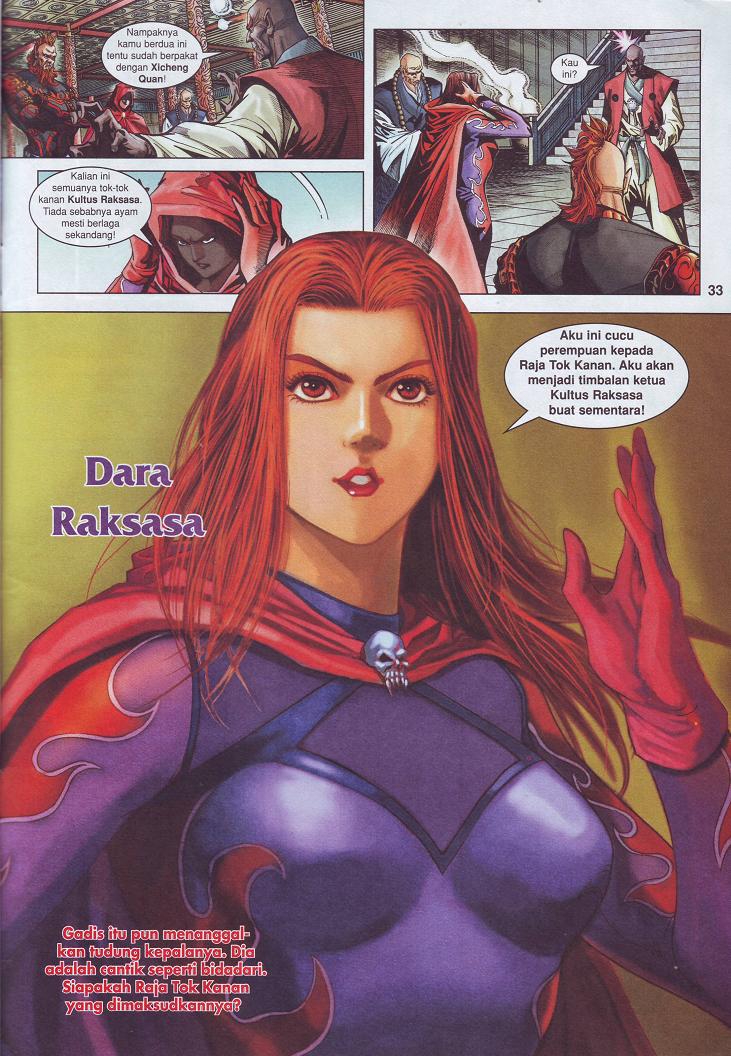 Nampaknya
kamu berdua ini
tentu sudah berpakat
dengan Xicheng
Quan!
Kau
ini?
Kalian ini
semuanya tok-tok
kanan Kultus Raksasa.
Tiada sebabnya ayam
mesti berlaga
sekandang!
33
Aku ini cucu
perempuan kepada
Raja Tok Kanan. Aku akan
menjadi timbalan ketua
Kultus Raksasa
buat sementara!
Dara
Raksasa
Gadis itu pun menanggal-
kan tudung kepalanya. Dia
adalah cantik seperti bidadari.
Siapakah Raja Tok Kanan
yang dimaksudkannya?